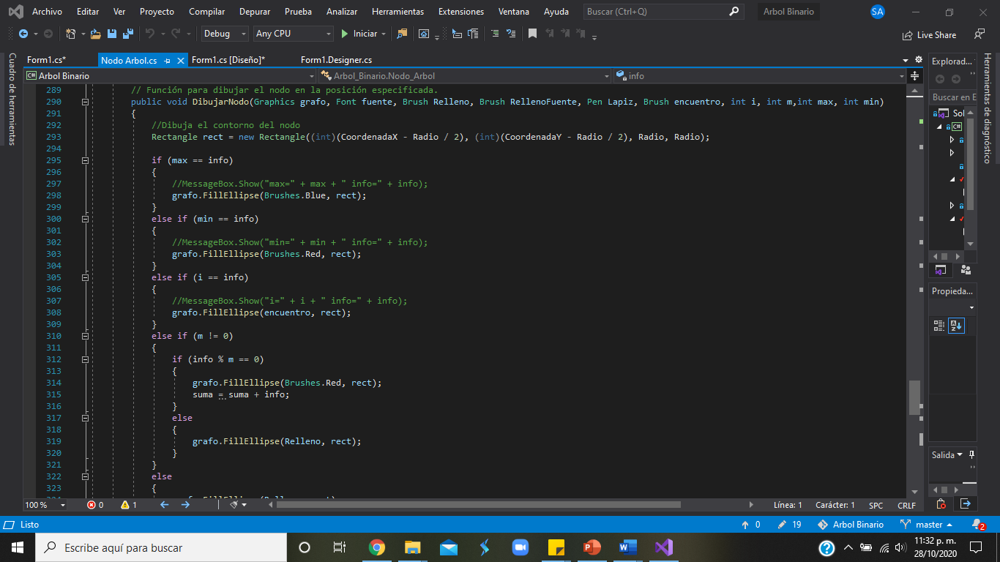 Archivo Editar Ver Proyecto Compilar Depurar Prueba Analizar Herramientas Extensiones Ventana Ayuda Buscar (Ctrl+Q) Arbol Binario SA
Debug Any CPU Iniciar Live Share
Form1.cs* Nodo Arbol.cs Form1.cs [Diseño]* Form1.Designer.cs
Cuadro de herramientas
C# Arbol Binario Arbol_Binario.Nodo_Arbol info
289 // Función para dibujar el nodo en la posición especificada.
290 public void DibujarNodo(Graphics grafo, Font fuente, Brush Relleno, Brush RellenoFuente, Pen Lapiz, Brush encuentro, int i, int m,int max, int min)
291 {
292 //Dibuja el contorno del nodo
293 Rectangle rect = new Rectangle((int)(CoordenadaX - Radio / 2), (int)(CoordenadaY - Radio / 2), Radio, Radio);
294
295 if (max == info)
296 {
297 //MessageBox.Show("max=" + max + " info=" + info);
298 grafo.FillEllipse(Brushes.Blue, rect);
299 }
300 else if (min == info)
301 {
302 //MessageBox.Show("min=" + min + " info=" + info);
303 grafo.FillEllipse(Brushes.Red, rect);
304 }
305 else if (i == info)
306 {
307 //MessageBox.Show("i=" + i + " info=" + info);
308 grafo.FillEllipse(encuentro, rect);
309 }
310 else if (m != 0)
311 {
312 if (info % m == 0)
313 {
314 grafo.FillEllipse(Brushes.Red, rect);
315 suma = suma + info;
316 }
317 else
318 {
319 grafo.FillEllipse(Relleno, rect);
320 }
321 }
322 else
323 {
Explorad...
Buscar en E
Sol
C#
Propieda...
Salida
Herramientas de diagnóstico
100 % 0 1 Línea: 1 Carácter: 1 SPC CRLF
Listo 0 19 Arbol Binario master 2
Escribe aquí para buscar
11:32 p. m.
28/10/2020